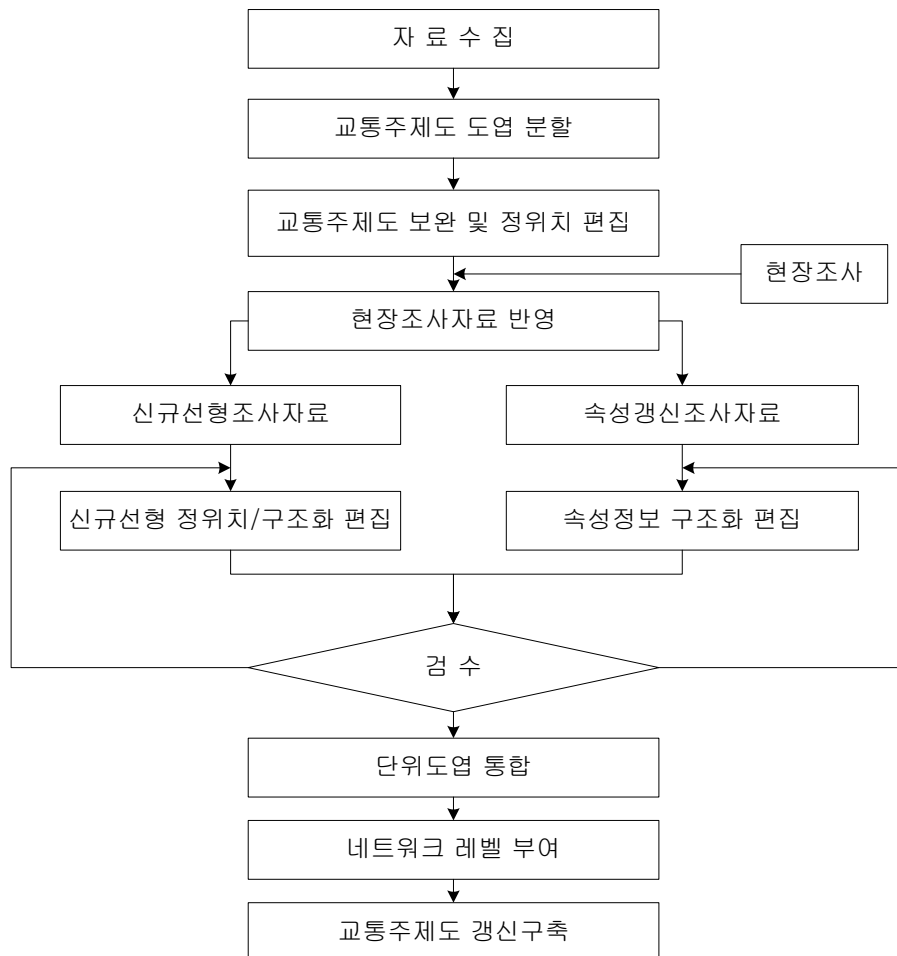 자 료 수 집
교통주제도 도엽 분할
교통주제도 보완 및 정위치 편집
현장조사
현장조사자료 반영
신규선형조사자료
속성갱신조사자료
신규선형 정위치/구조화 편집
속성정보 구조화 편집
검 수
단위도엽 통합
네트워크 레벨 부여
교통주제도 갱신구축